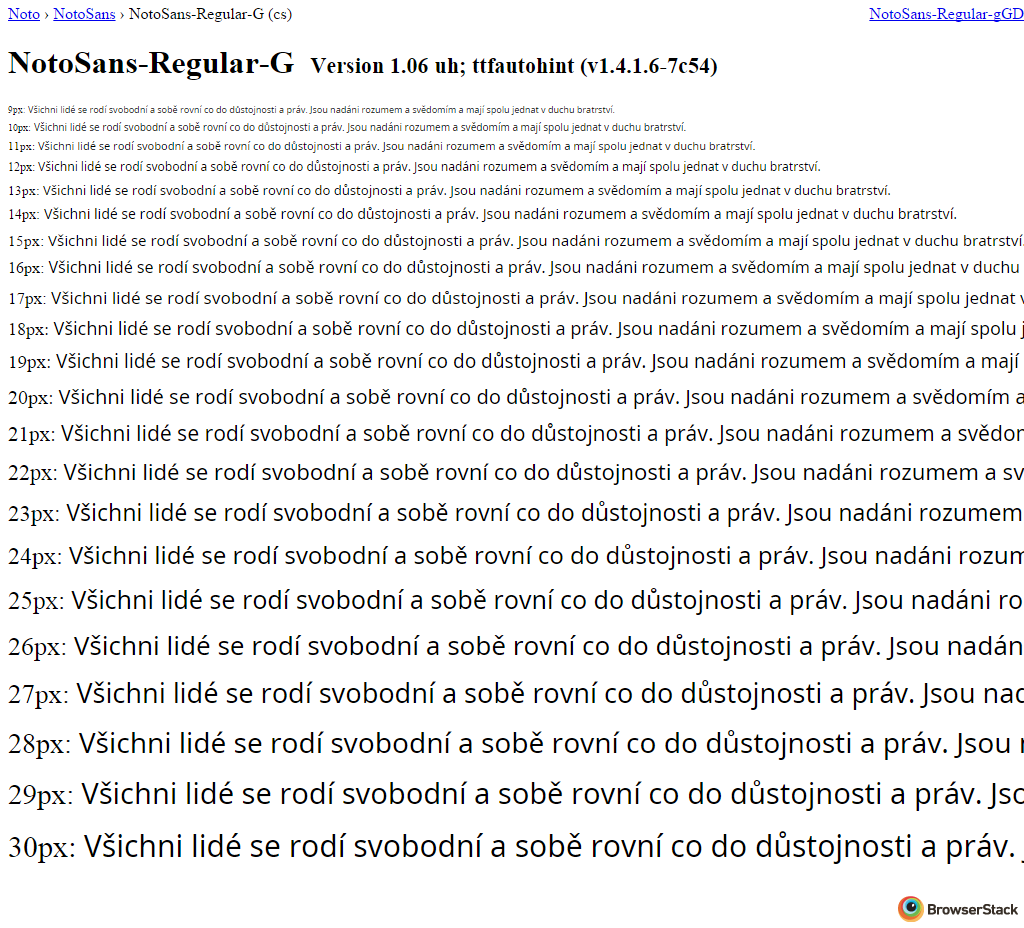 Noto › NotoSans › NotoSans-Regular-G (cs) NotoSans-Regular-gGD
NotoSans-Regular-G Version 1.06 uh; ttfautohint (v1.4.1.6-7c54)
9px: Všichni lidé se rodí svobodní a sobě rovní co do důstojnosti a práv. Jsou nadáni rozumem a svědomím a mají spolu jednat v duchu bratrství.
10px: Všichni lidé se rodí svobodní a sobě rovní co do důstojnosti a práv. Jsou nadáni rozumem a svědomím a mají spolu jednat v duchu bratrství.
11px: Všichni lidé se rodí svobodní a sobě rovní co do důstojnosti a práv. Jsou nadáni rozumem a svědomím a mají spolu jednat v duchu bratrství.
12px: Všichni lidé se rodí svobodní a sobě rovní co do důstojnosti a práv. Jsou nadáni rozumem a svědomím a mají spolu jednat v duchu bratrství.
13px: Všichni lidé se rodí svobodní a sobě rovní co do důstojnosti a práv. Jsou nadáni rozumem a svědomím a mají spolu jednat v duchu bratrství.
14px: Všichni lidé se rodí svobodní a sobě rovní co do důstojnosti a práv. Jsou nadáni rozumem a svědomím a mají spolu jednat v duchu bratrství.
15px: Všichni lidé se rodí svobodní a sobě rovní co do důstojnosti a práv. Jsou nadáni rozumem a svědomím a mají spolu jednat v duchu bratrství.
16px: Všichni lidé se rodí svobodní a sobě rovní co do důstojnosti a práv. Jsou nadáni rozumem a svědomím a mají spolu jednat v duchu
17px: Všichni lidé se rodí svobodní a sobě rovní co do důstojnosti a práv. Jsou nadáni rozumem a svědomím a mají spolu jednat v
18px: Všichni lidé se rodí svobodní a sobě rovní co do důstojnosti a práv. Jsou nadáni rozumem a svědomím a mají spolu j
19px: Všichni lidé se rodí svobodní a sobě rovní co do důstojnosti a práv. Jsou nadáni rozumem a svědomím a mají
20px: Všichni lidé se rodí svobodní a sobě rovní co do důstojnosti a práv. Jsou nadáni rozumem a svědomím a
21px: Všichni lidé se rodí svobodní a sobě rovní co do důstojnosti a práv. Jsou nadáni rozumem a svědom
22px: Všichni lidé se rodí svobodní a sobě rovní co do důstojnosti a práv. Jsou nadáni rozumem a sv
23px: Všichni lidé se rodí svobodní a sobě rovní co do důstojnosti a práv. Jsou nadáni rozumem
24px: Všichni lidé se rodí svobodní a sobě rovní co do důstojnosti a práv. Jsou nadáni rozum
25px: Všichni lidé se rodí svobodní a sobě rovní co do důstojnosti a práv. Jsou nadáni ro
26px: Všichni lidé se rodí svobodní a sobě rovní co do důstojnosti a práv. Jsou nadán
27px: Všichni lidé se rodí svobodní a sobě rovní co do důstojnosti a práv. Jsou nad
28px: Všichni lidé se rodí svobodní a sobě rovní co do důstojnosti a práv. Jsou
29px: Všichni lidé se rodí svobodní a sobě rovní co do důstojnosti a práv. Jso
30px: Všichni lidé se rodí svobodní a sobě rovní co do důstojnosti a práv.
BrowserStack